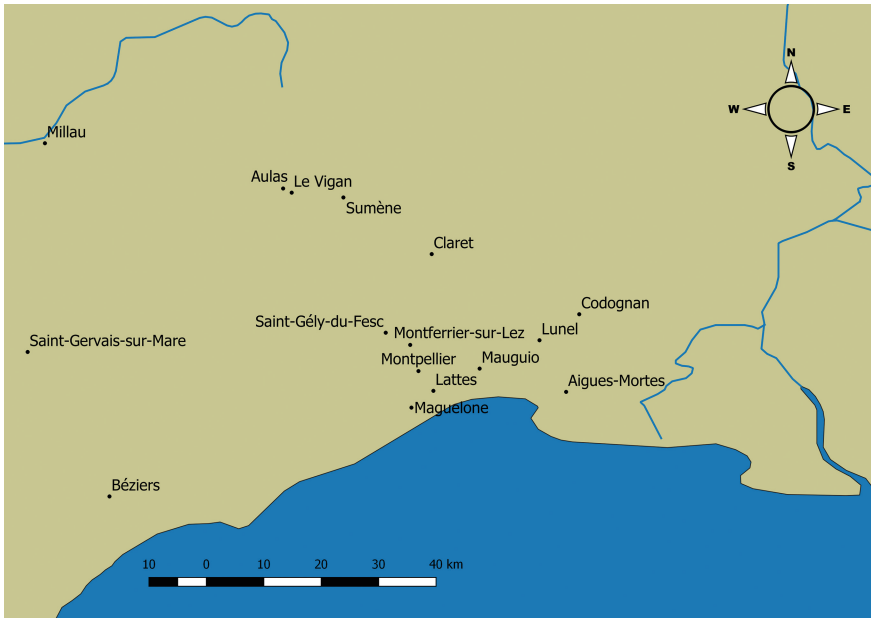 N
W
E
S
Millau
Aulas
Le Vigan
Sumène
Claret
Codognan
Saint-Gély-du-Fesc
Montferrier-sur-Lez
Lunel
Saint-Gervais-sur-Mare
Montpellier
Mauguio
Lattes
Aigues-Mortes
Maguelone
Béziers
10 0 10 20 30 40 km